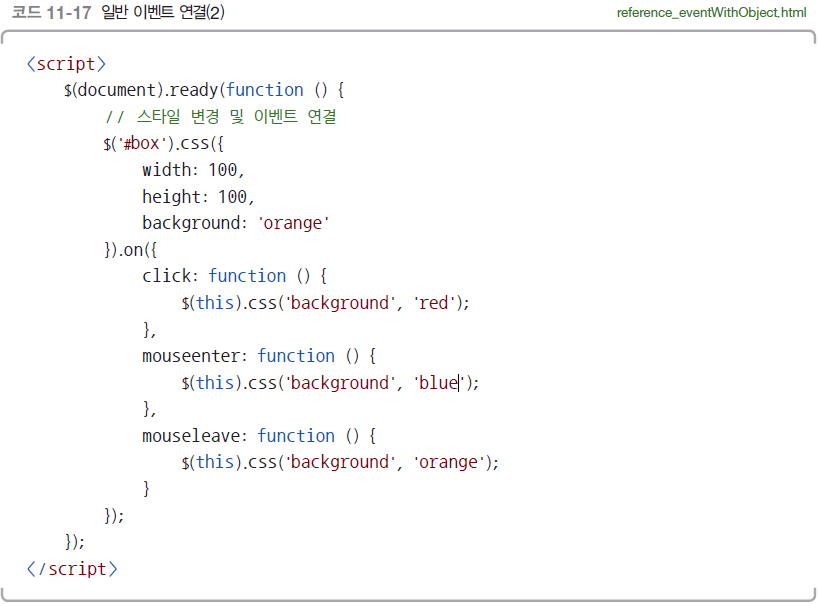 코드 11-17 일반 이벤트 연결(2) reference_eventWithObject.html
<script>
    $(document).ready(function () {
        // 스타일 변경 및 이벤트 연결
        $('#box').css({
            width: 100,
            height: 100,
            background: 'orange'
        }).on({
            click: function () {
                $(this).css('background', 'red');
            },
            mouseenter: function () {
                $(this).css('background', 'blue');
            },
            mouseleave: function () {
                $(this).css('background', 'orange');
            }
        });
    });
</script>